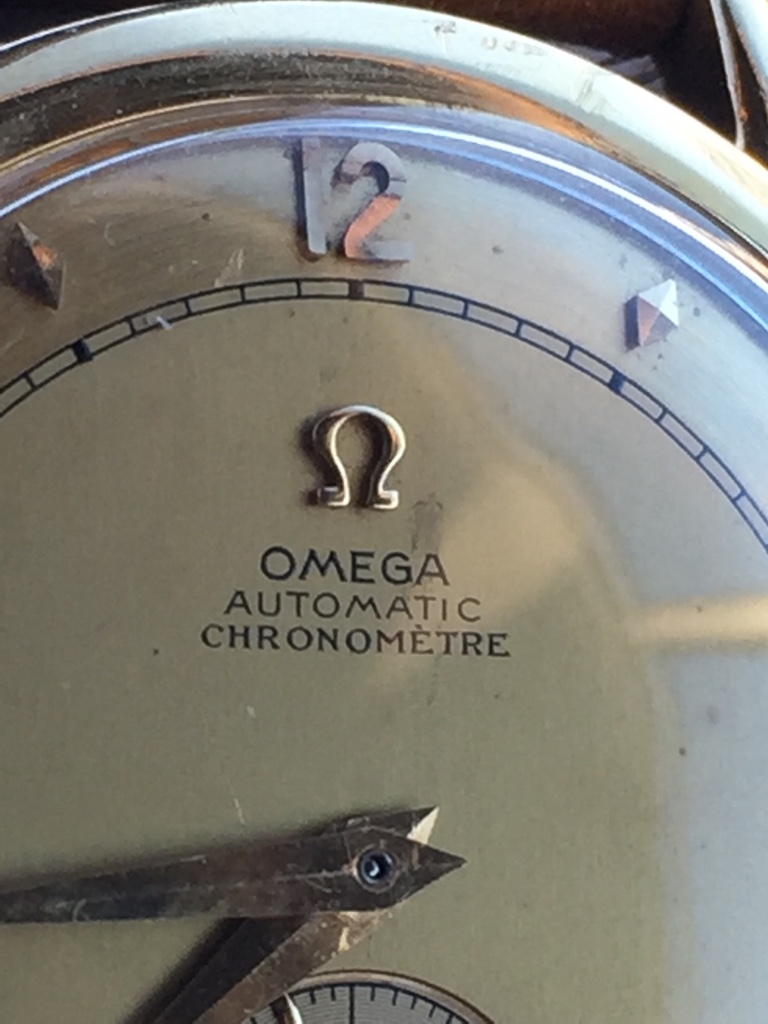 12
Ω
OMEGA
AUTOMATIC
CHRONOMÈTRE